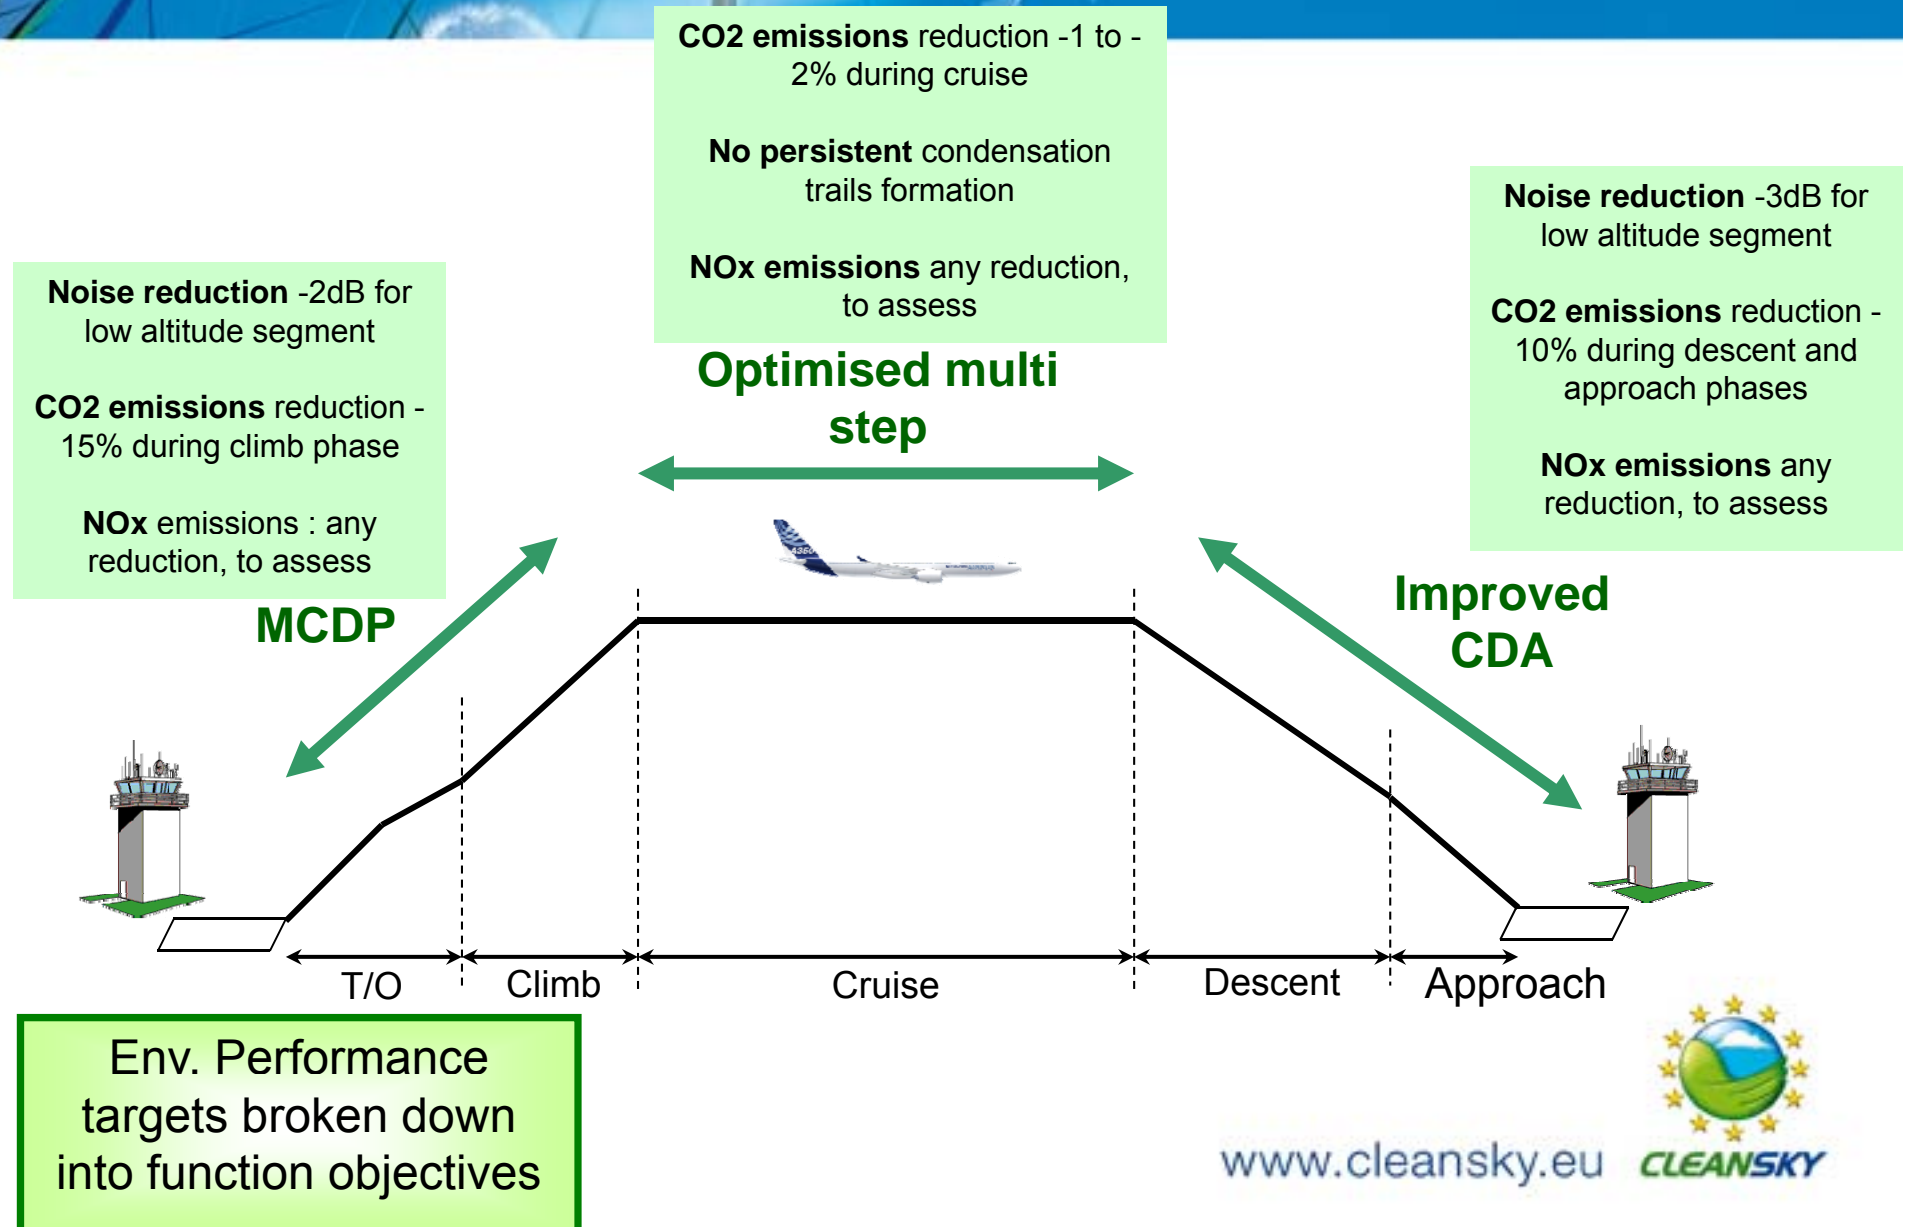 CO2 emissions reduction -1 to -
2% during cruise
No persistent condensation
trails formation
NOx emissions any reduction,
to assess
Noise reduction -3dB for
low altitude segment
CO2 emissions reduction -
10% during descent and
approach phases
NOx emissions any
reduction, to assess
Noise reduction -2dB for
low altitude segment
CO2 emissions reduction -
15% during climb phase
NOx emissions : any
reduction, to assess
Optimised multi
step
MCDP
Improved
CDA
A350
T/O
Climb
Cruise
Descent
Approach
Env. Performance
targets broken down
into function objectives
www.cleansky.eu
CLEANSKY